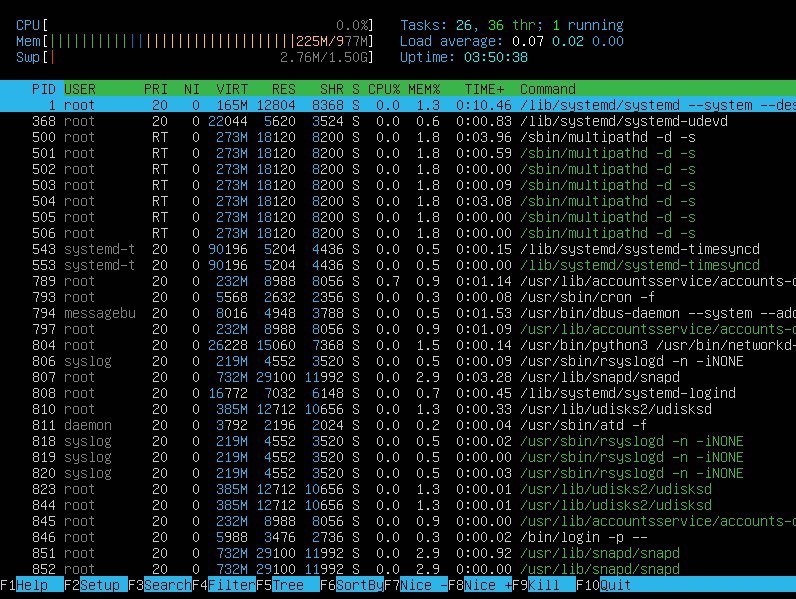 CPU[ 0.0%] Tasks: 26, 36 thr; 1 running
Mem[||||||||||||||||||||||||||||||||225M/977M] Load average: 0.07 0.02 0.00
Swp[| 2.76M/1.50G] Uptime: 03:50:38
PID USER PRI NI VIRT RES SHR S CPU% MEM% TIME+ Command
1 root 20 0 165M 12804 8368 S 0.0 1.3 0:10.46 /lib/systemd/systemd --system --des
368 root 20 0 22044 5620 3524 S 0.0 0.6 0:00.83 /lib/systemd/systemd-udevd
500 root RT 0 273M 18120 8200 S 0.0 1.8 0:03.96 /sbin/multipathd -d -s
501 root RT 0 273M 18120 8200 S 0.0 1.8 0:00.59 /sbin/multipathd -d -s
502 root RT 0 273M 18120 8200 S 0.0 1.8 0:00.00 /sbin/multipathd -d -s
503 root RT 0 273M 18120 8200 S 0.0 1.8 0:00.09 /sbin/multipathd -d -s
504 root RT 0 273M 18120 8200 S 0.0 1.8 0:03.08 /sbin/multipathd -d -s
505 root RT 0 273M 18120 8200 S 0.0 1.8 0:00.00 /sbin/multipathd -d -s
506 root RT 0 273M 18120 8200 S 0.0 1.8 0:00.00 /sbin/multipathd -d -s
543 systemd-t 20 0 90196 5204 4436 S 0.0 0.5 0:00.15 /lib/systemd/systemd-timesyncd
553 systemd-t 20 0 90196 5204 4436 S 0.0 0.5 0:00.00 /lib/systemd/systemd-timesyncd
789 root 20 0 232M 8988 8056 S 0.7 0.9 0:01.14 /usr/lib/accountsservice/accounts-d
793 root 20 0 5568 2632 2356 S 0.0 0.3 0:00.08 /usr/sbin/cron -f
794 messagebu 20 0 8016 4948 3788 S 0.0 0.5 0:00.51 /usr/bin/dbus-daemon --system --add
797 root 20 0 232M 8988 8056 S 0.0 0.9 0:01.09 /usr/lib/accountsservice/accounts-d
804 root 20 0 26228 15060 7368 S 0.0 1.5 0:00.14 /usr/bin/python3 /usr/bin/networkd-
806 syslog 20 0 219M 4552 3520 S 0.0 0.5 0:00.09 /usr/sbin/rsyslogd -n -iNONE
807 root 20 0 732M 29100 11992 S 0.0 2.9 0:03.28 /usr/lib/snapd/snapd
808 root 20 0 16772 7032 6148 S 0.0 0.7 0:00.45 /lib/systemd/systemd-logind
810 root 20 0 385M 12712 10656 S 0.0 1.3 0:00.33 /usr/lib/udisks2/udisksd
811 daemon 20 0 3792 2196 2024 S 0.0 0.2 0:00.04 /usr/sbin/atd -f
818 syslog 20 0 219M 4552 3520 S 0.0 0.5 0:00.02 /usr/sbin/rsyslogd -n -iNONE
819 syslog 20 0 219M 4552 3520 S 0.0 0.5 0:00.00 /usr/sbin/rsyslogd -n -iNONE
820 syslog 20 0 219M 4552 3520 S 0.0 0.5 0:00.03 /usr/sbin/rsyslogd -n -iNONE
823 root 20 0 385M 12712 10656 S 0.0 1.3 0:00.01 /usr/lib/udisks2/udisksd
844 root 20 0 385M 12712 10656 S 0.0 1.3 0:00.01 /usr/lib/udisks2/udisksd
845 root 20 0 232M 8988 8056 S 0.0 0.9 0:00.00 /usr/lib/accountsservice/accounts-d
846 root 20 0 5988 3476 2736 S 0.0 0.3 0:00.02 /bin/login -p --
851 root 20 0 732M 29100 11992 S 0.0 2.9 0:00.92 /usr/lib/snapd/snapd
852 root 20 0 732M 29100 11992 S 0.0 2.9 0:00.00 /usr/lib/snapd/snapd
F1Help F2Setup F3SearchF4FilterF5Tree F6SortByF7Nice -F8Nice +F9Kill F10Quit